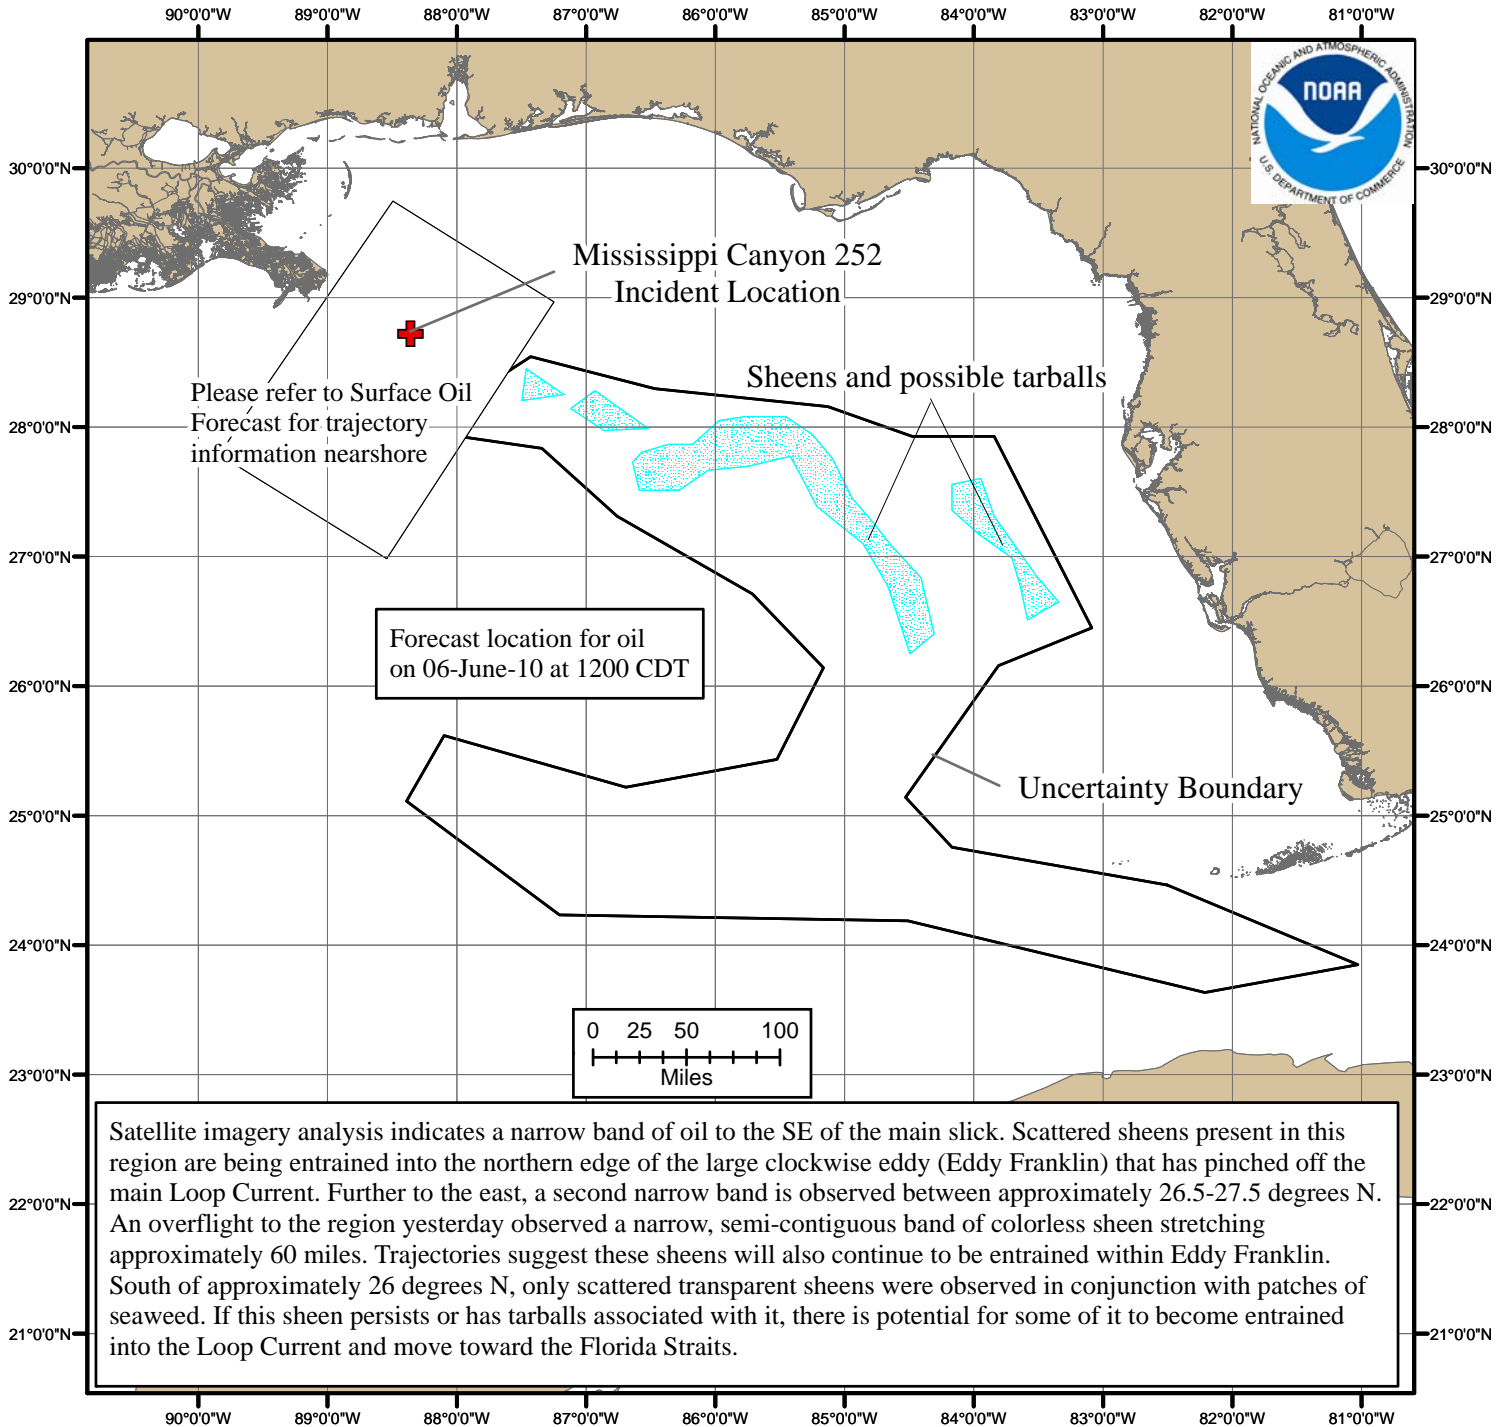 90°0'0"W 89°0'0"W 88°0'0"W 87°0'0"W 86°0'0"W 85°0'0"W 84°0'0"W 83°0'0"W 82°0'0"W 81°0'0"W
NATIONAL OCEANIC AND ATMOSPHERIC ADMINISTRATION
NOAA
U.S. DEPARTMENT OF COMMERCE
30°0'0"N 30°0'0"N
Mississippi Canyon 252
Incident Location
29°0'0"N 29°0'0"N
Sheens and possible tarballs
Please refer to Surface Oil
Forecast for trajectory
information nearshore
28°0'0"N 28°0'0"N
27°0'0"N 27°0'0"N
Forecast location for oil
on 06-June-10 at 1200 CDT
26°0'0"N 26°0'0"N
Uncertainty Boundary
25°0'0"N 25°0'0"N
24°0'0"N 24°0'0"N
0 25 50 100
Miles
23°0'0"N 23°0'0"N
Satellite imagery analysis indicates a narrow band of oil to the SE of the main slick. Scattered sheens present in this
region are being entrained into the northern edge of the large clockwise eddy (Eddy Franklin) that has pinched off the
main Loop Current. Further to the east, a second narrow band is observed between approximately 26.5-27.5 degrees N.
An overflight to the region yesterday observed a narrow, semi-contiguous band of colorless sheen stretching
approximately 60 miles. Trajectories suggest these sheens will also continue to be entrained within Eddy Franklin.
South of approximately 26 degrees N, only scattered transparent sheens were observed in conjunction with patches of
seaweed. If this sheen persists or has tarballs associated with it, there is potential for some of it to become entrained
into the Loop Current and move toward the Florida Straits.
22°0'0"N 22°0'0"N
21°0'0"N 21°0'0"N
90°0'0"W 89°0'0"W 88°0'0"W 87°0'0"W 86°0'0"W 85°0'0"W 84°0'0"W 83°0'0"W 82°0'0"W 81°0'0"W